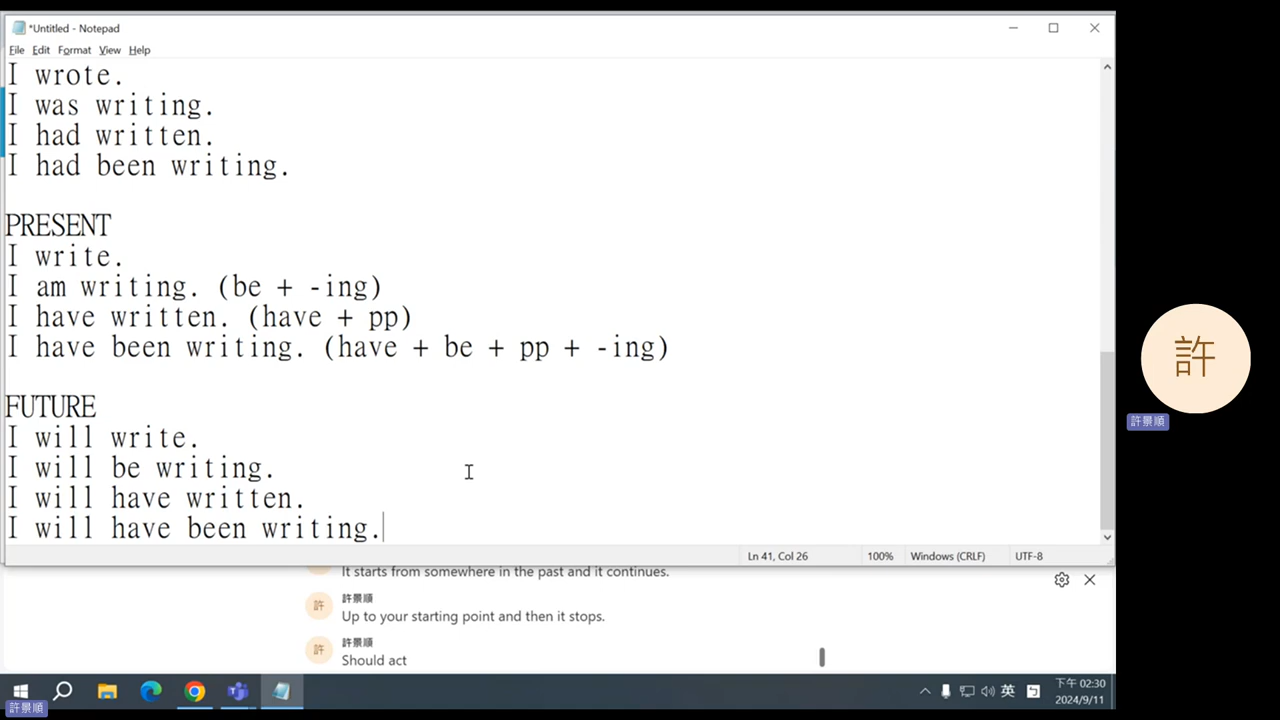 *Untitled - Notepad
File Edit Format View Help
I wrote.
I was writing.
I had written.
I had been writing.
PRESENT
I write.
I am writing. (be + -ing)
I have written. (have + pp)
I have been writing. (have + be + pp + -ing)
FUTURE
I will write.
I will be writing.
I will have written.
I will have been writing.
Ln 41, Col 26 100% Windows (CRLF) UTF-8
It starts from somewhere in the past and it continues.
許 許景順
Up to your starting point and then it stops.
許 許景順
Should act
許
許景順
英
下午 02:30
2024/9/11
許景順